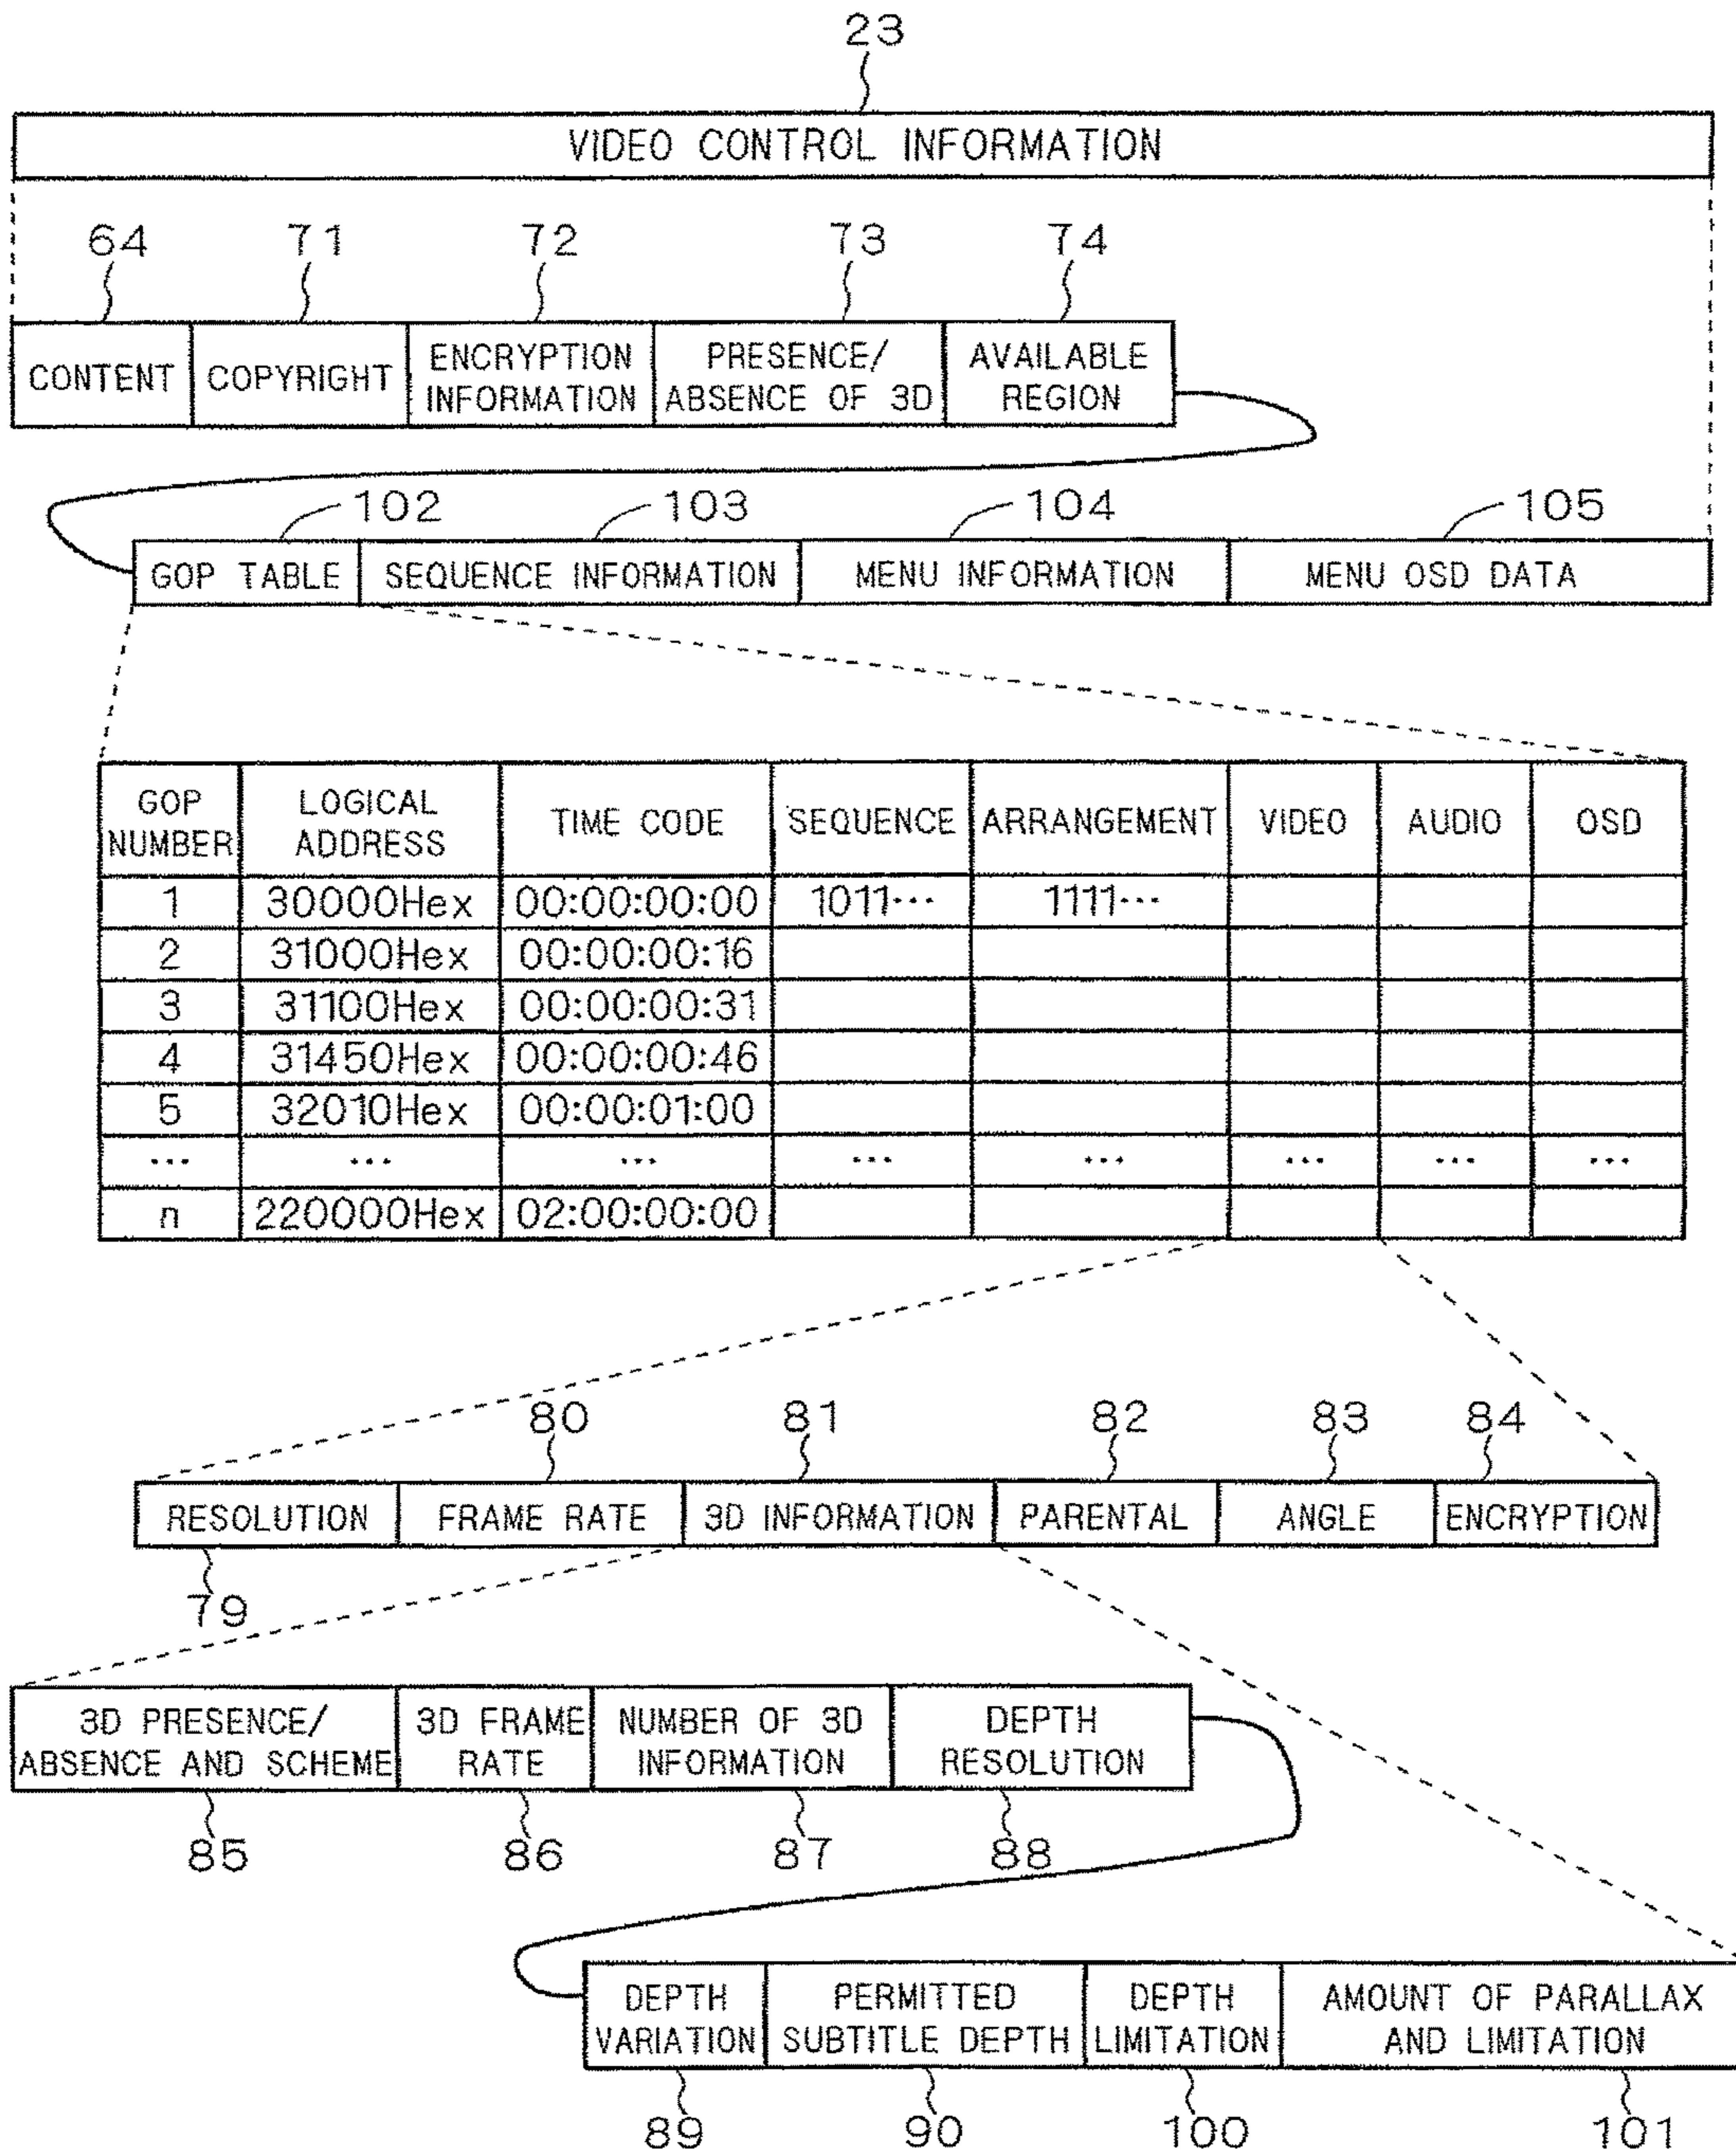 23
VIDEO CONTROL INFORMATION
64 71 72 73 74
CONTENT COPYRIGHT ENCRYPTION INFORMATION PRESENCE/ ABSENCE OF 3D AVAILABLE REGION
102 103 104 105
GOP TABLE SEQUENCE INFORMATION MENU INFORMATION MENU OSD DATA
GOP NUMBER LOGICAL ADDRESS TIME CODE SEQUENCE ARRANGEMENT VIDEO AUDIO OSD
1 30000Hex 00:00:00:00 1011··· 1111···
2 31000Hex 00:00:00:16
3 31100Hex 00:00:00:31
4 31450Hex 00:00:00:46
5 32010Hex 00:00:01:00
··· ··· ··· ··· ··· ··· ··· ···
n 220000Hex 02:00:00:00
80 81 82 83 84
RESOLUTION FRAME RATE 3D INFORMATION PARENTAL ANGLE ENCRYPTION
79
3D PRESENCE/ ABSENCE AND SCHEME 3D FRAME RATE NUMBER OF 3D INFORMATION DEPTH RESOLUTION
85 86 87 88
DEPTH VARIATION PERMITTED SUBTITLE DEPTH DEPTH LIMITATION AMOUNT OF PARALLAX AND LIMITATION
89 90 100 101